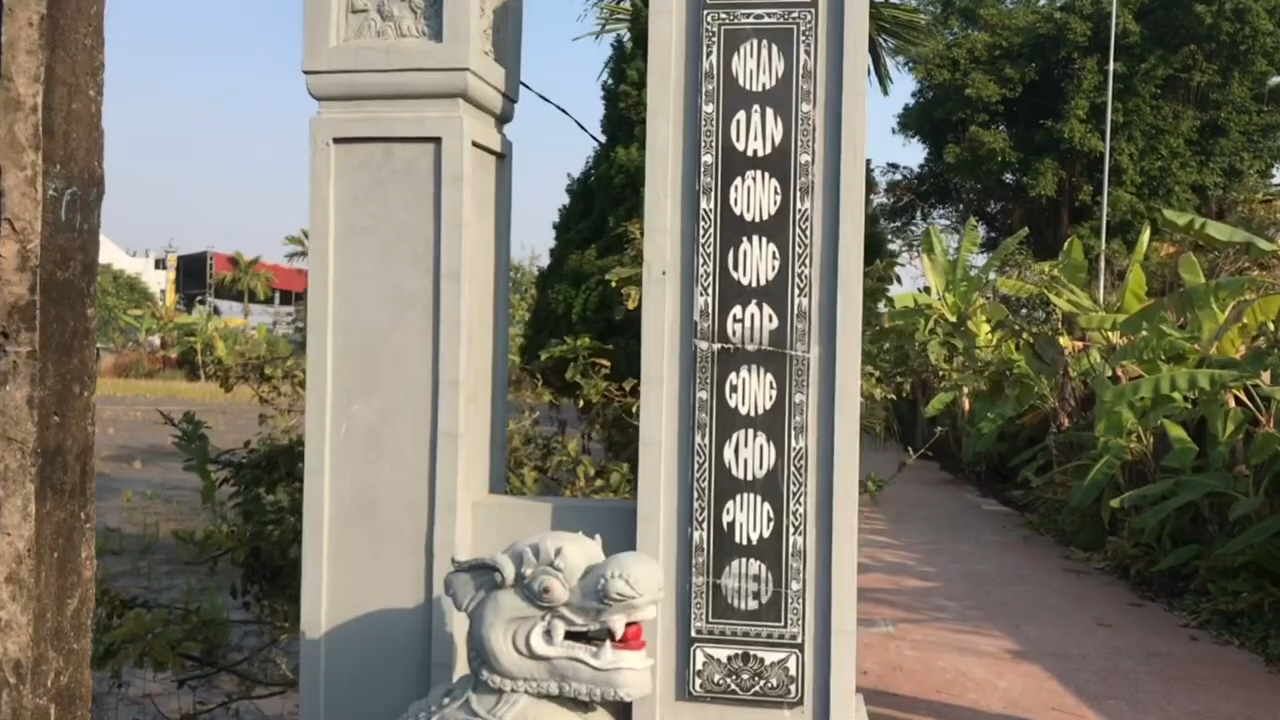 NHÂN
DÂN
ĐỒNG
LÒNG
GÓP
CÔNG
KHÔI
PHỤC
MIẾU